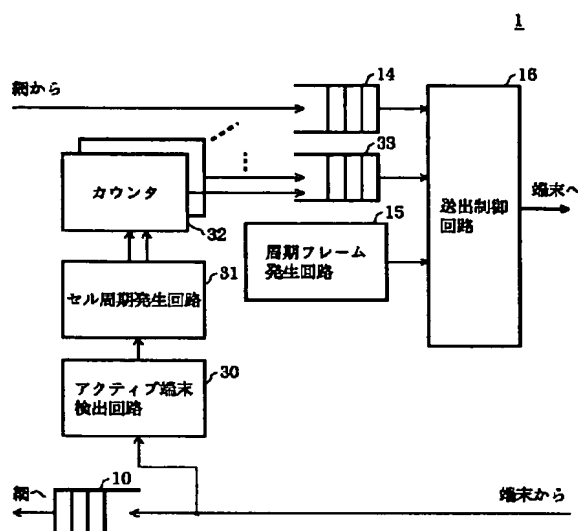 1
14
16
網から
33
カウンタ
32
15
送出制御
回路
端末へ
周期フレーム
発生回路
31
セル周期発生回路
30
アクティブ端末
検出回路
網へ
10
端末から